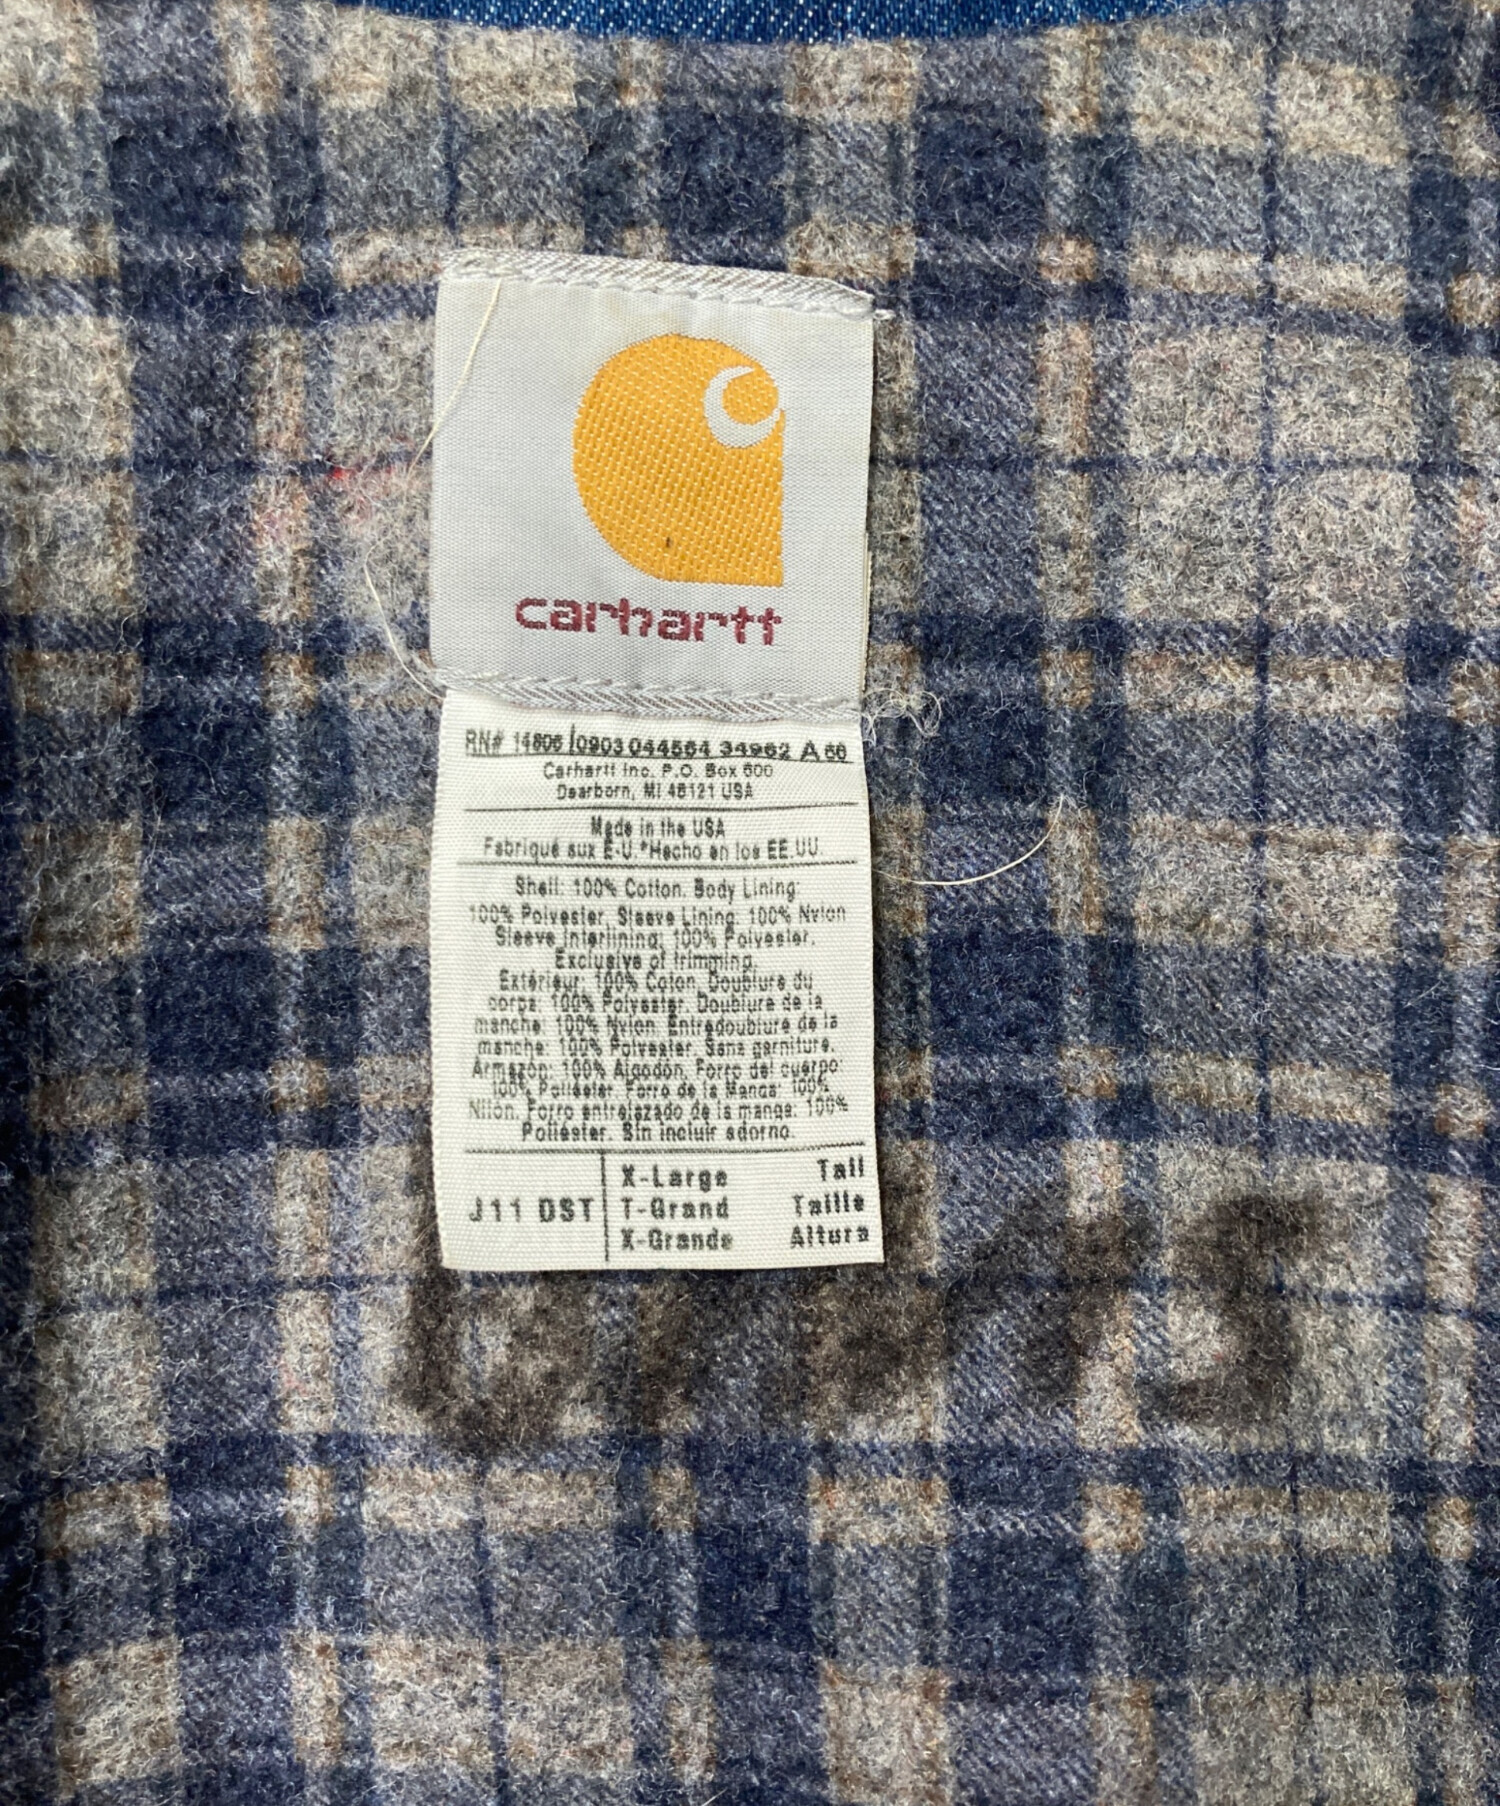 carhartt
RN# 14806 0903 044564 34962 A 66
Carhartt Inc. P.O. Box 600
Dearborn, MI 48121 USA
Made in the USA
Fabriqué aux E-U.*Hecho en los EE.UU.
Shell: 100% Cotton. Body Lining:
100% Polyester, Sleeve Lining: 100% Nylon
Sleeve Interlining: 100% Polyester.
Exclusive of trimming.
Extérieur: 100% Coton, Doublure du
corps: 100% Polyester. Doublure de la
manche: 100% Nylon. Entredoublure de la
manche: 100% Polyester. Sans garniture.
Armazón: 100% Algodón. Forro del cuerpo:
100% Poliéster. Forro de la Manga: 100%
Nilón. Forro entrelazado de la manga: 100%
Poliéster. Sin incluir adorno.
J11 DST
X-Large Tall
T-Grand Taille
X-Grande Altura